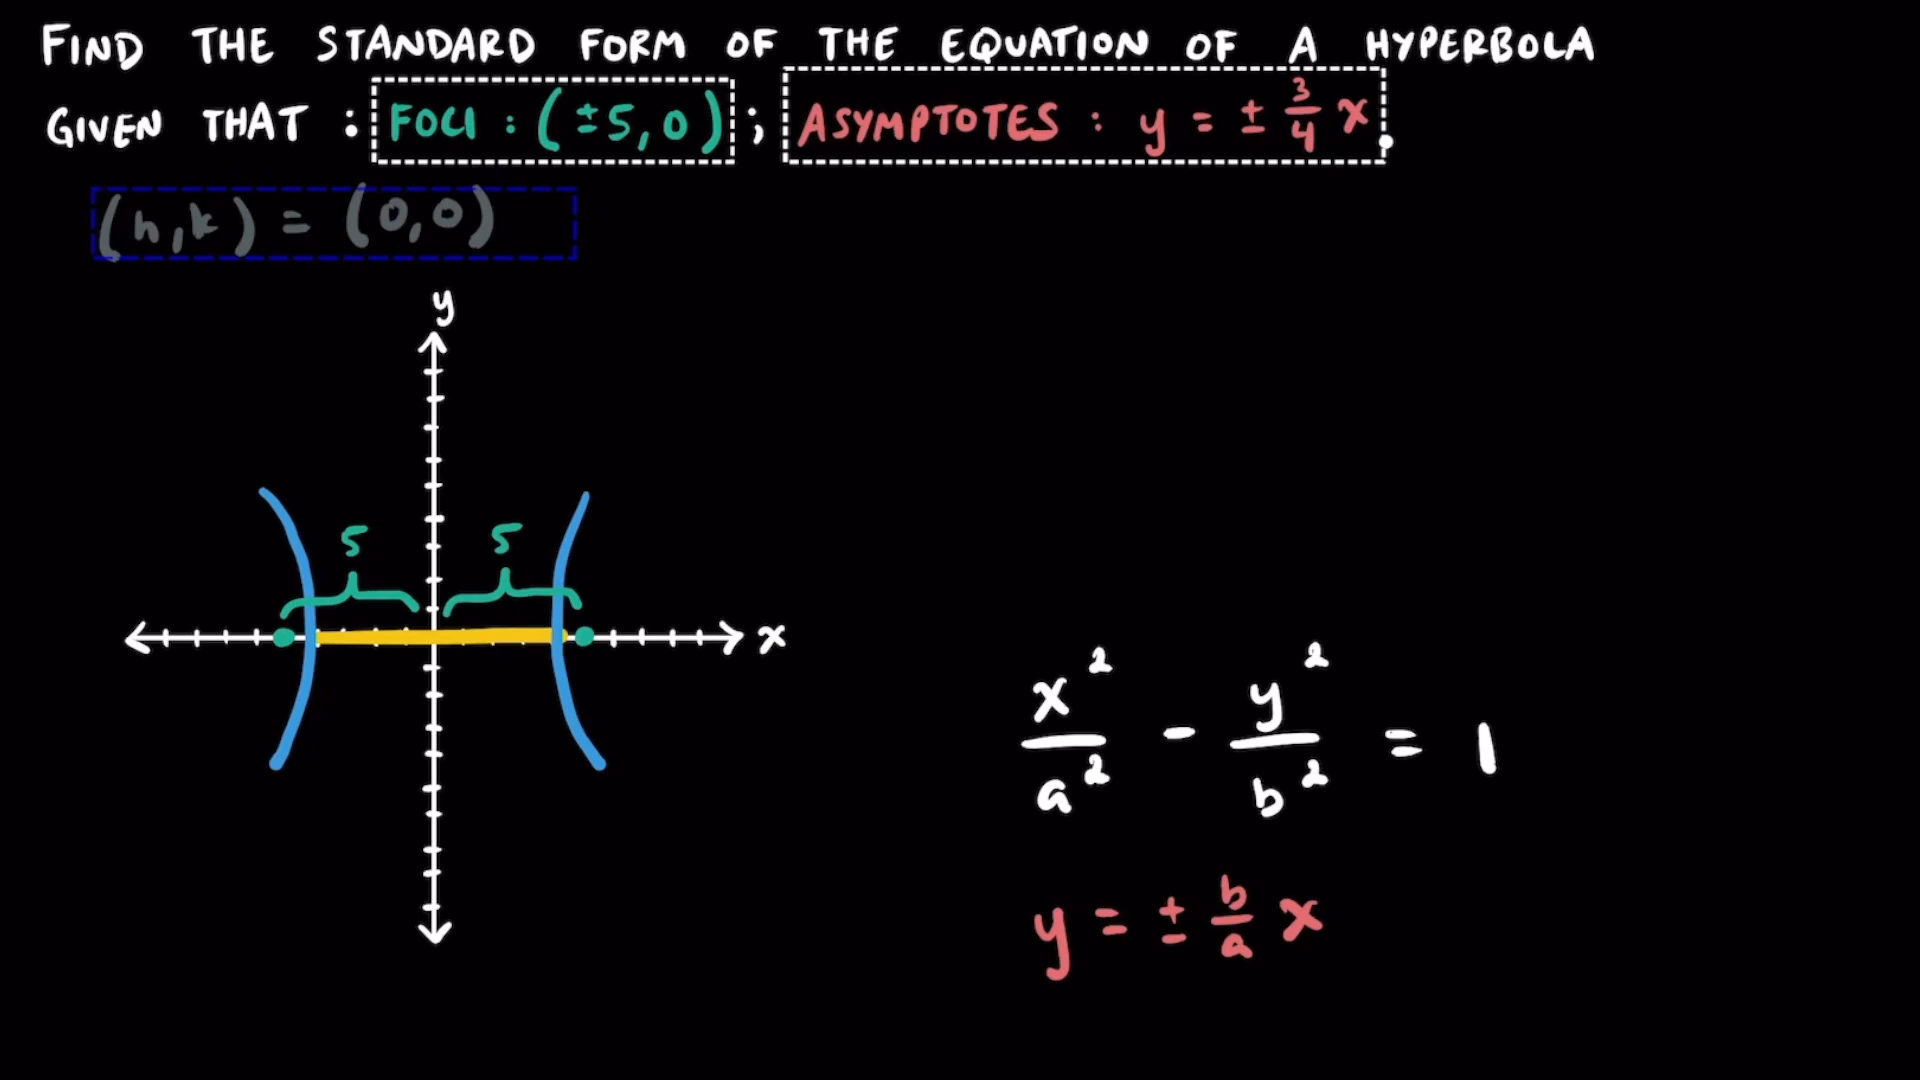 FIND THE STANDARD FORM OF THE EQUATION OF A HYPERBOLA
GIVEN THAT : FOCI : (±5,0) ; ASYMPTOTES : y = ± 3/4 x .
(h,k) = (0,0)
y
5 5
x
x²/a² - y²/b² = 1
y = ± b/a x